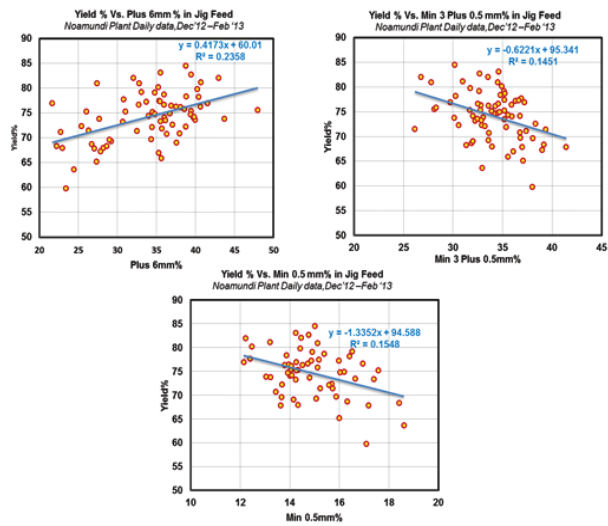 Yield % Vs. Plus 6mm % in Jig Feed
Noamundi Plant Daily data,Dec'12 –Feb '13
y = 0.4173x + 60.01
R² = 0.2358
90
85
80
75
70
65
60
55
50
Yield%
20 25 30 35 40 45 50
Plus 6mm%
Yield % Vs. Min 3 Plus 0.5 mm% in Jig Feed
Noamundi Plant Daily data,Dec'12 –Feb '13
y = -0.6221x + 95.341
R² = 0.1451
90
85
80
75
70
65
60
55
50
Yield%
25 30 35 40 45
Min 3 Plus 0.5mm%
Yield % Vs. Min 0.5 mm% in Jig Feed
Noamundi Plant Daily data,Dec'12 –Feb '13
y = -1.3352x + 94.588
R² = 0.1548
90
85
80
75
70
65
60
55
50
Yield%
10 12 14 16 18 20
Min 0.5mm%